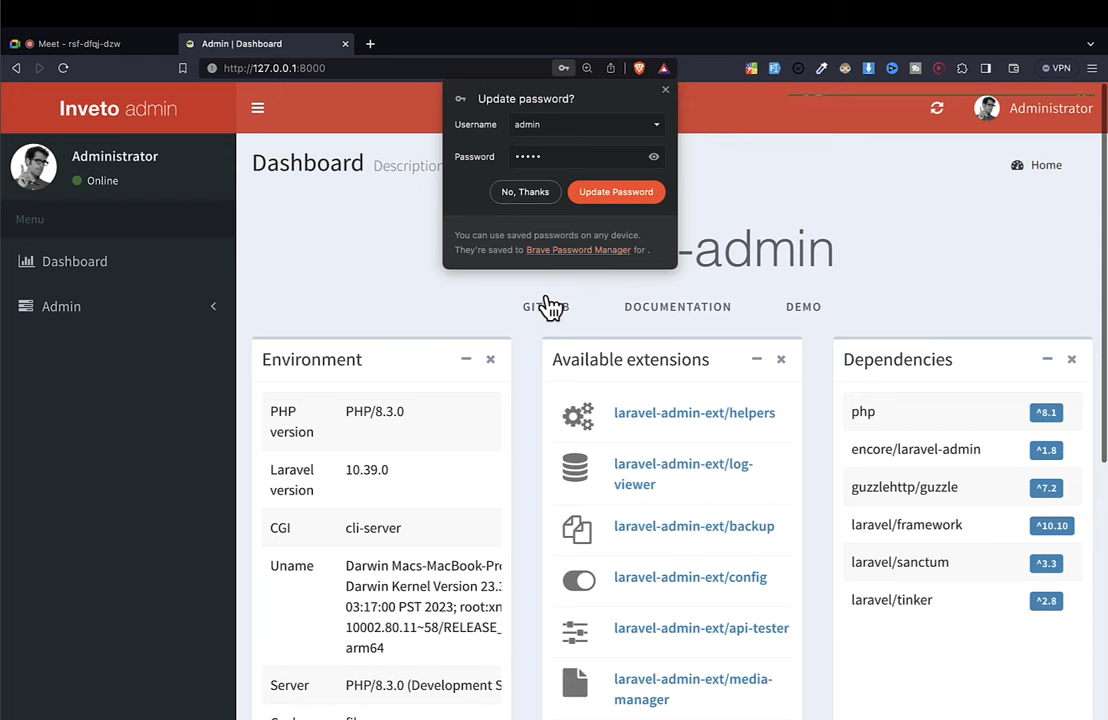 Meet - rsf-dfqj-dzw
Admin | Dashboard
http://127.0.0.1:8000
VPN
Inveto admin
Administrator
Update password?
Username
admin
Password
•••••
No, Thanks
Update Password
You can use saved passwords on any device.
They're saved to Brave Password Manager for .
Administrator
Online
Menu
Dashboard
Admin
Dashboard
Description
Home
-admin
DOCUMENTATION
DEMO
Environment
PHP version
PHP/8.3.0
Laravel version
10.39.0
CGI
cli-server
Uname
Darwin Macs-MacBook-Pr
Darwin Kernel Version 23.
03:17:00 PST 2023; root:xn
10002.80.11~58/RELEASE_
arm64
Server
PHP/8.3.0 (Development S
Available extensions
laravel-admin-ext/helpers
laravel-admin-ext/log-
viewer
laravel-admin-ext/backup
laravel-admin-ext/config
laravel-admin-ext/api-tester
laravel-admin-ext/media-
manager
Dependencies
php
^8.1
encore/laravel-admin
^1.8
guzzlehttp/guzzle
^7.2
laravel/framework
^10.10
laravel/sanctum
^3.3
laravel/tinker
^2.8